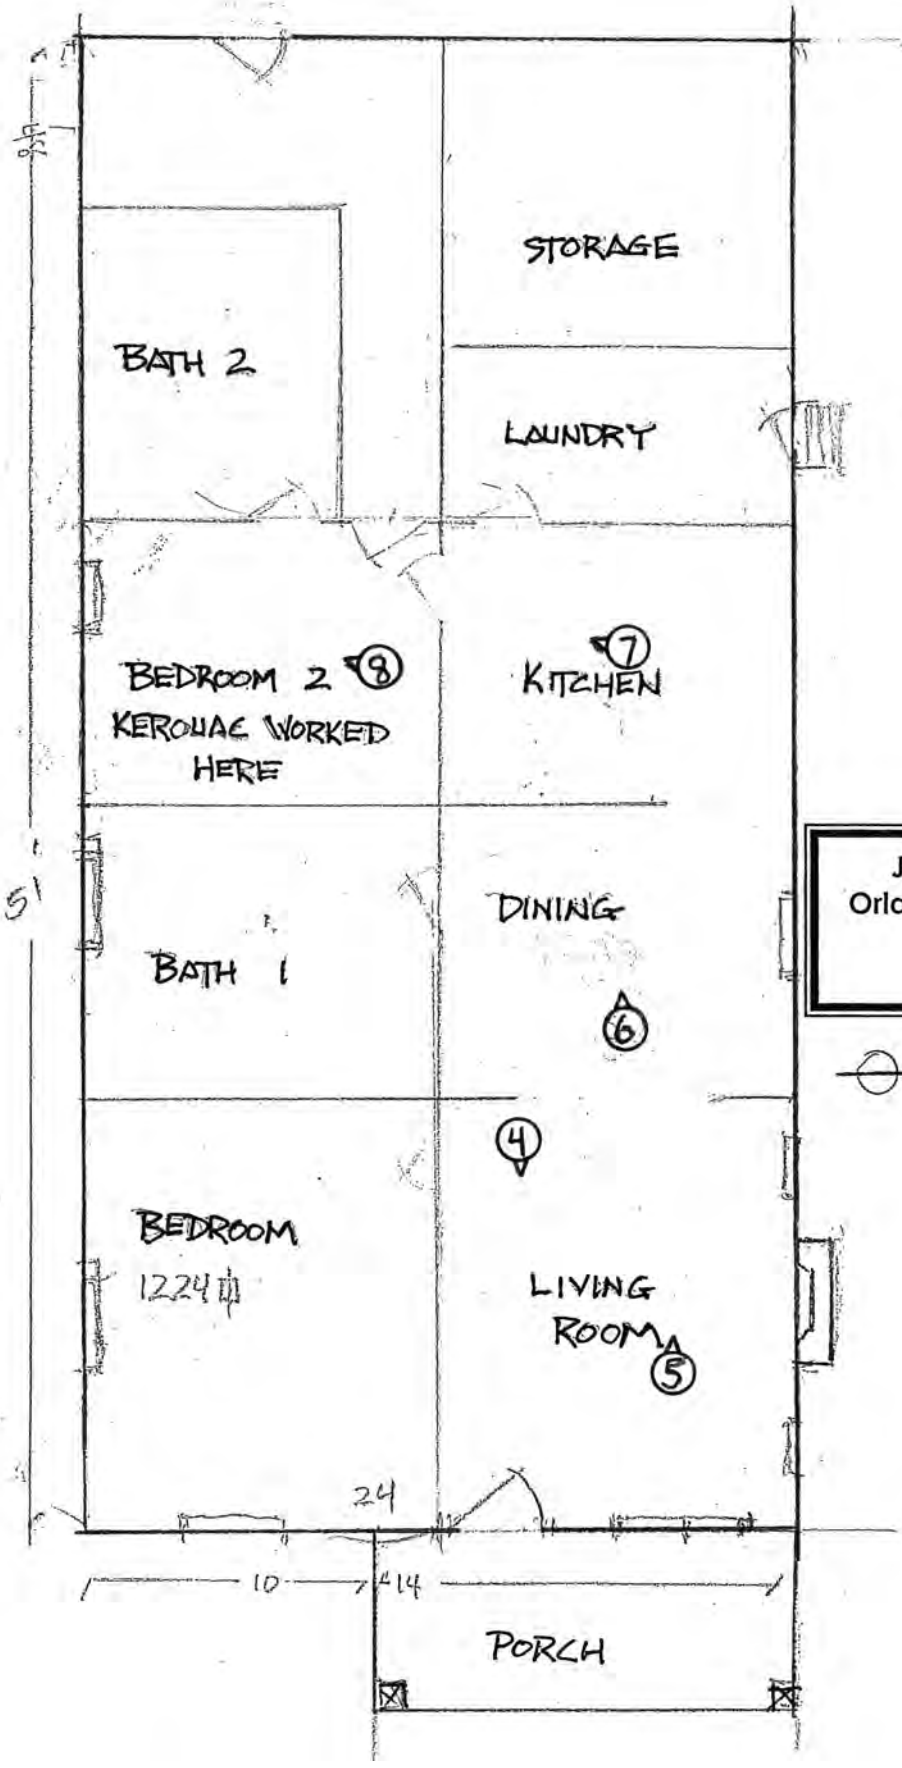 STORAGE
BATH 2
LAUNDRY
7
8
BEDROOM 2
KITCHEN
KEROUAC WORKED
HERE
51
DINING
J
Orla
BATH 1
6
4
BEDROOM
1224
LIVING
ROOM
5
24
10
14
PORCH